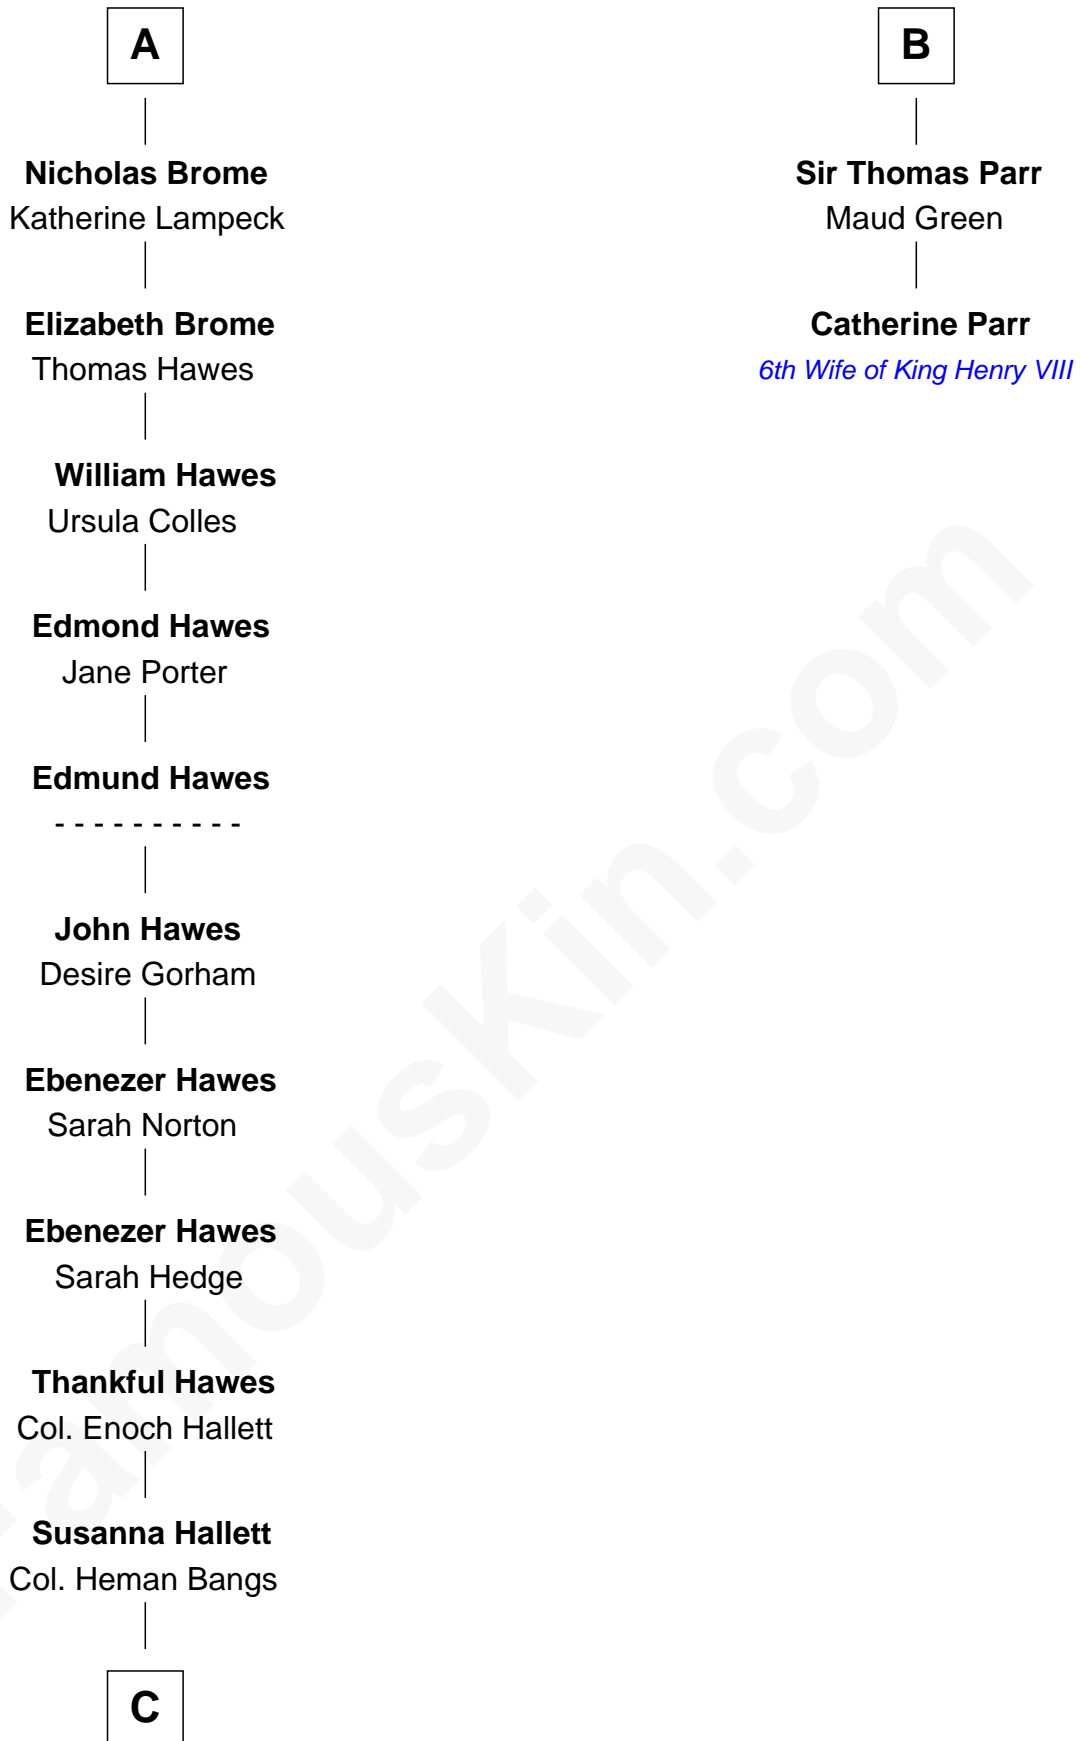 A
Nicholas Brome
Katherine Lampeck
Elizabeth Brome
Thomas Hawes
William Hawes
Ursula Colles
Edmond Hawes
Jane Porter
Edmund Hawes
- - - - - - - - - -
John Hawes
Desire Gorham
Ebenezer Hawes
Sarah Norton
Ebenezer Hawes
Sarah Hedge
Thankful Hawes
Col. Enoch Hallett
Susanna Hallett
Col. Heman Bangs
C
B
Sir Thomas Parr
Maud Green
Catherine Parr
6th Wife of King Henry VIII
FamousKin.com